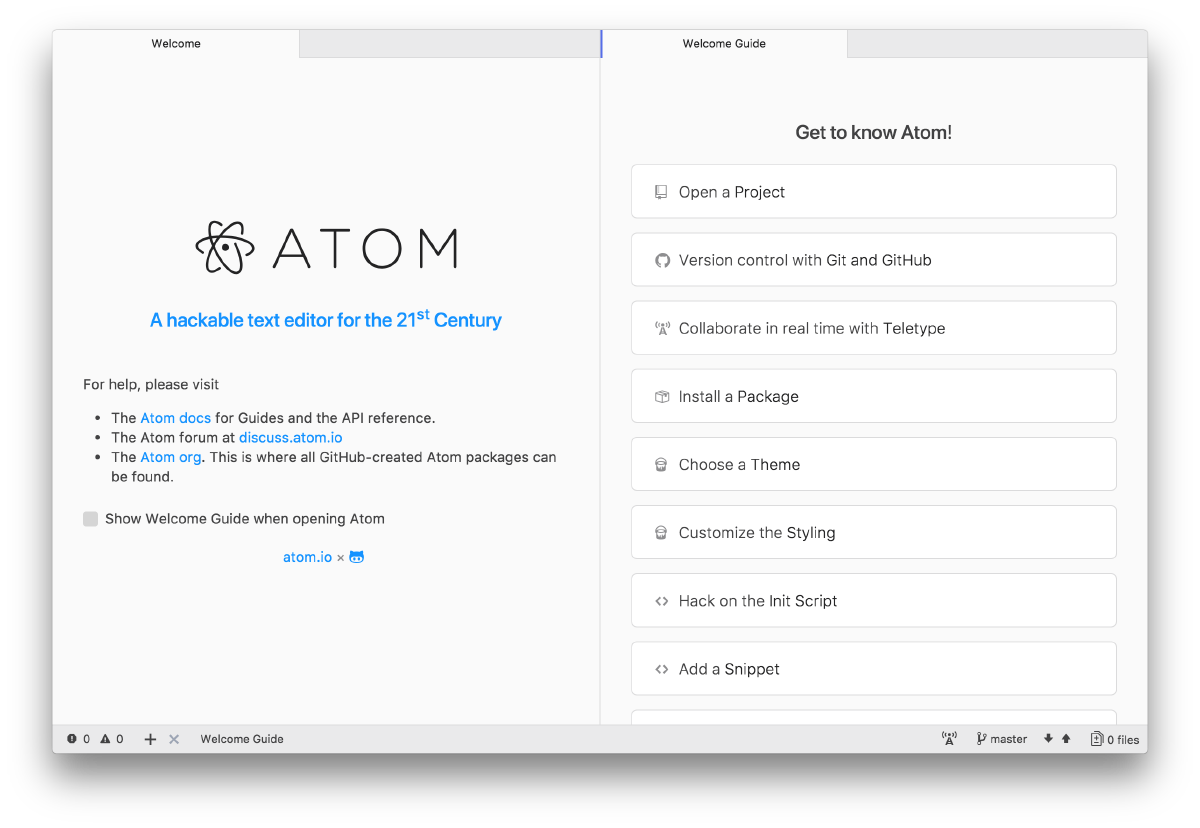 Welcome
Welcome Guide
ATOM
A hackable text editor for the 21st Century
For help, please visit
• The Atom docs for Guides and the API reference.
• The Atom forum at discuss.atom.io
• The Atom org. This is where all GitHub-created Atom packages can
be found.
Show Welcome Guide when opening Atom
atom.io ×
Get to know Atom!
Open a Project
Version control with Git and GitHub
Collaborate in real time with Teletype
Install a Package
Choose a Theme
Customize the Styling
Hack on the Init Script
Add a Snippet
0 0 Welcome Guide master 0 files